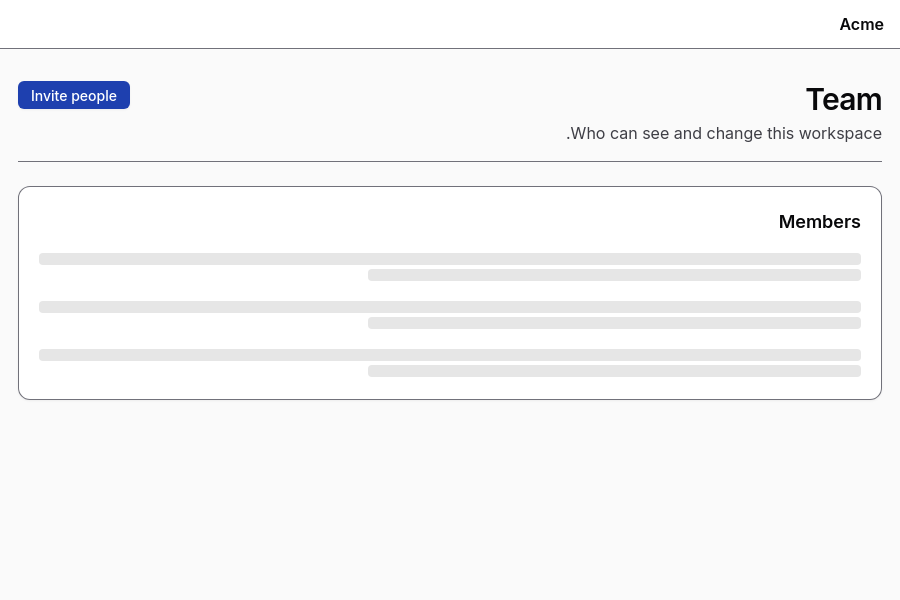 Acme
Team
Invite people
.Who can see and change this workspace
Members